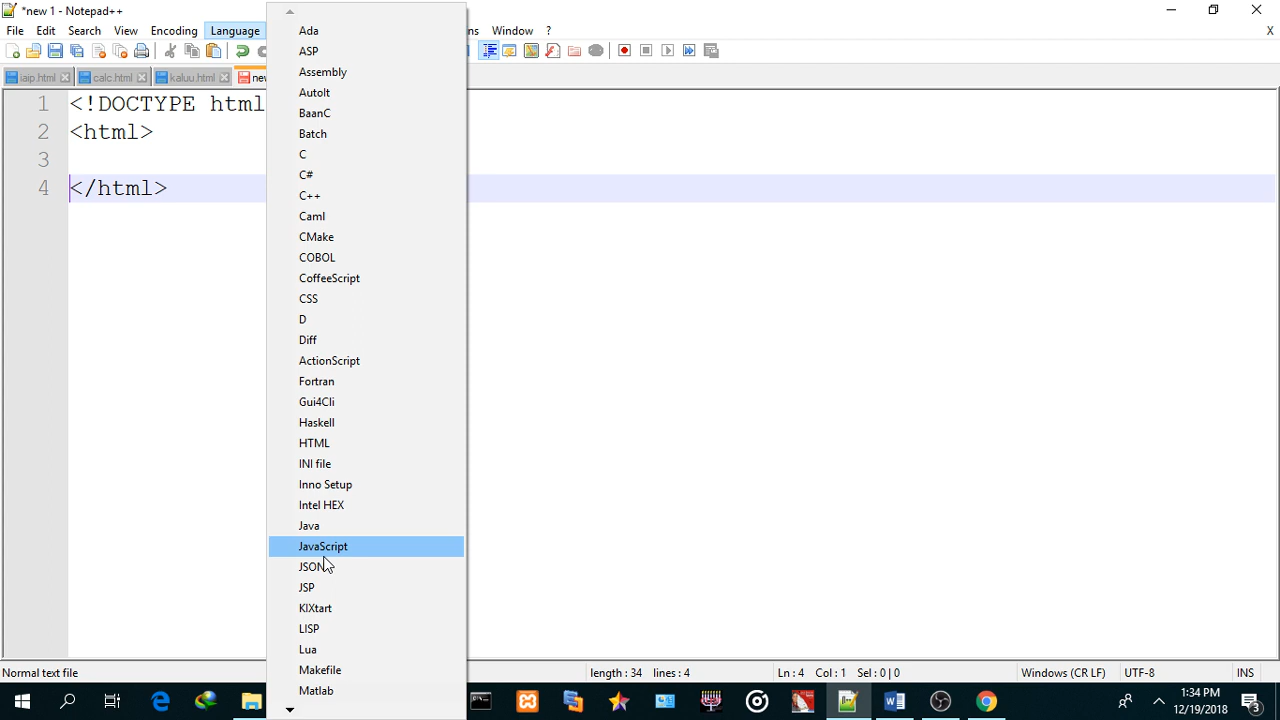 *new 1 - Notepad++
File Edit Search View Encoding Language ns Window ? X
iaip.html calc.html kaluu.html new
1 <!DOCTYPE html
2 <html>
3
4 </html>
Ada
ASP
Assembly
AutoIt
BaanC
Batch
C
C#
C++
Caml
CMake
COBOL
CoffeeScript
CSS
D
Diff
ActionScript
Fortran
Gui4Cli
Haskell
HTML
INI file
Inno Setup
Intel HEX
Java
JavaScript
JSON
JSP
KIXtart
LISP
Lua
Makefile
Matlab
Normal text file length : 34 lines : 4 Ln : 4 Col : 1 Sel : 0 | 0 Windows (CR LF) UTF-8 INS
1:34 PM
12/19/2018
3